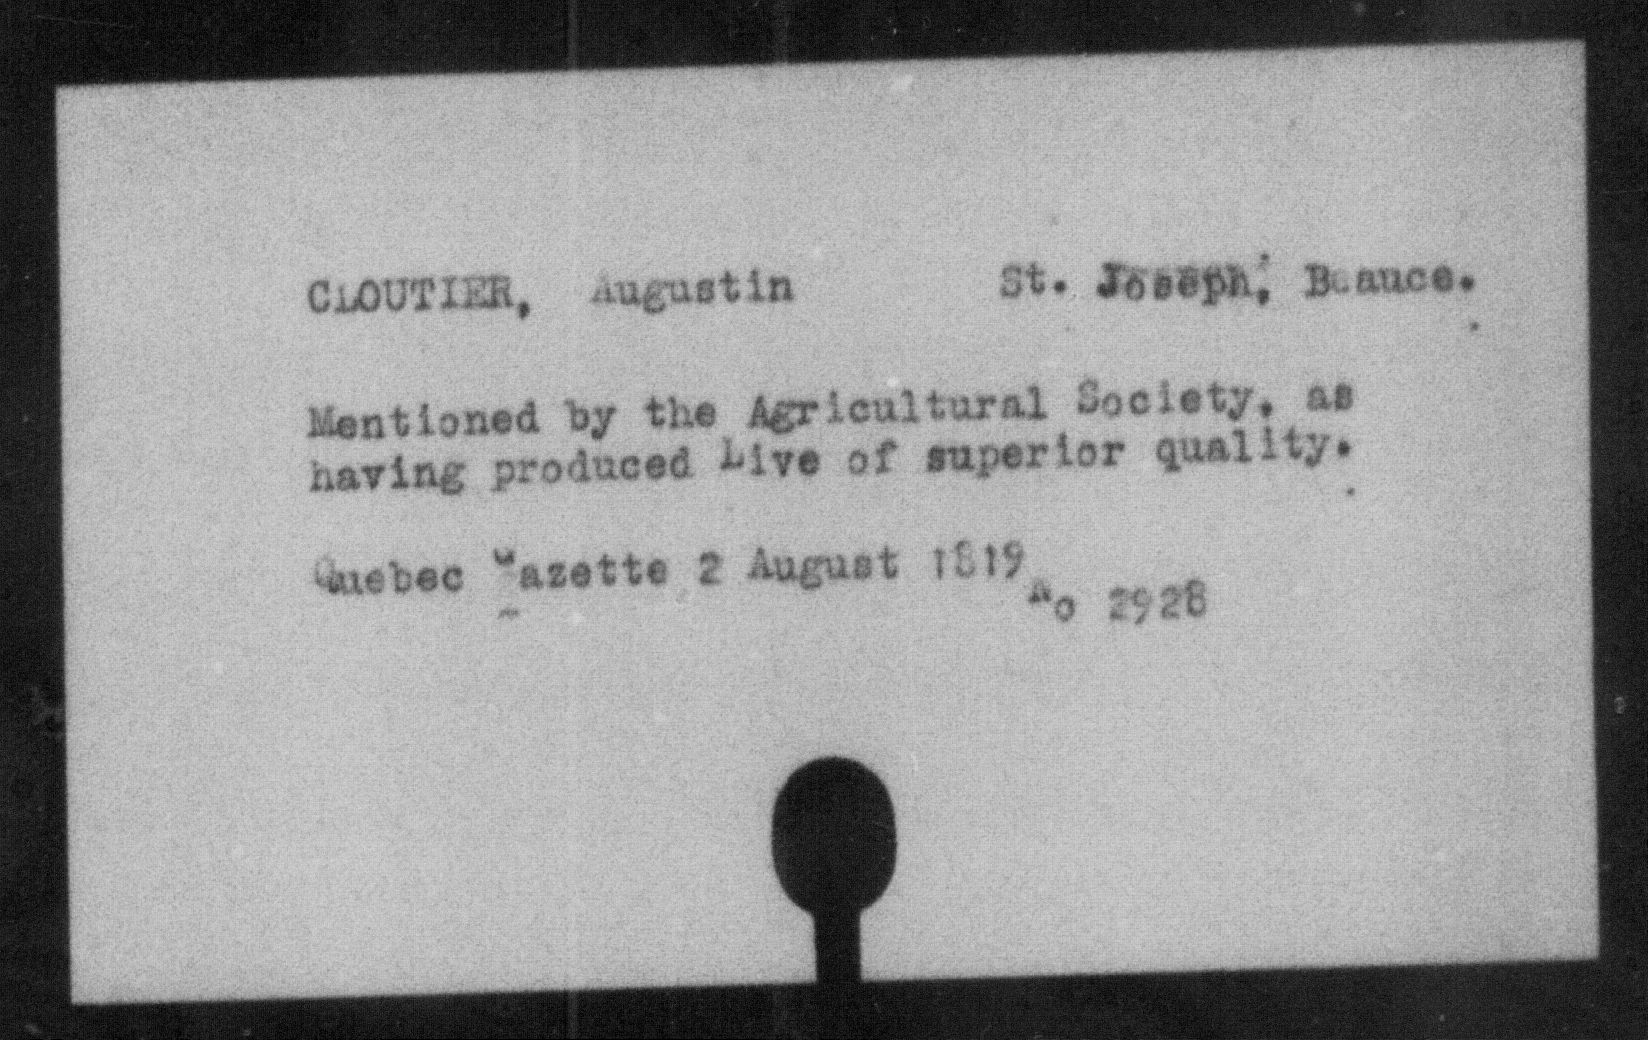 CLOUTIER, Augustin St. Joseph, Beauce.
Mentioned by the Agricultural Society, as
having produced Live of superior quality.
Quebec Gazette 2 August 1819
No 2928